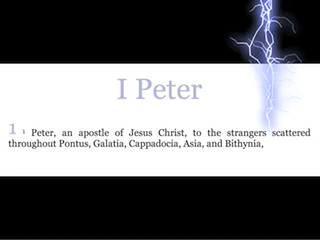 I Peter
1 1 Peter, an apostle of Jesus Christ, to the strangers scattered
throughout Pontus, Galatia, Cappadocia, Asia, and Bithynia,